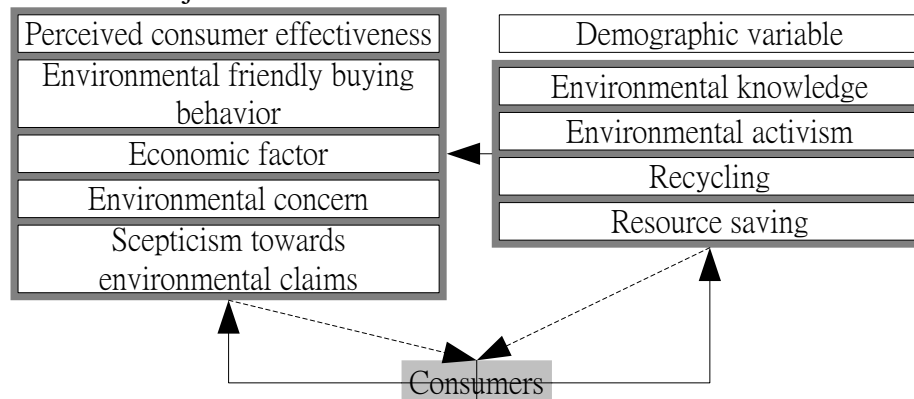 Perceived consumer effectiveness
Environmental friendly buying
behavior
Economic factor
Environmental concern
Scepticism towards
environmental claims
Demographic variable
Environmental knowledge
Environmental activism
Recycling
Resource saving
Consumers